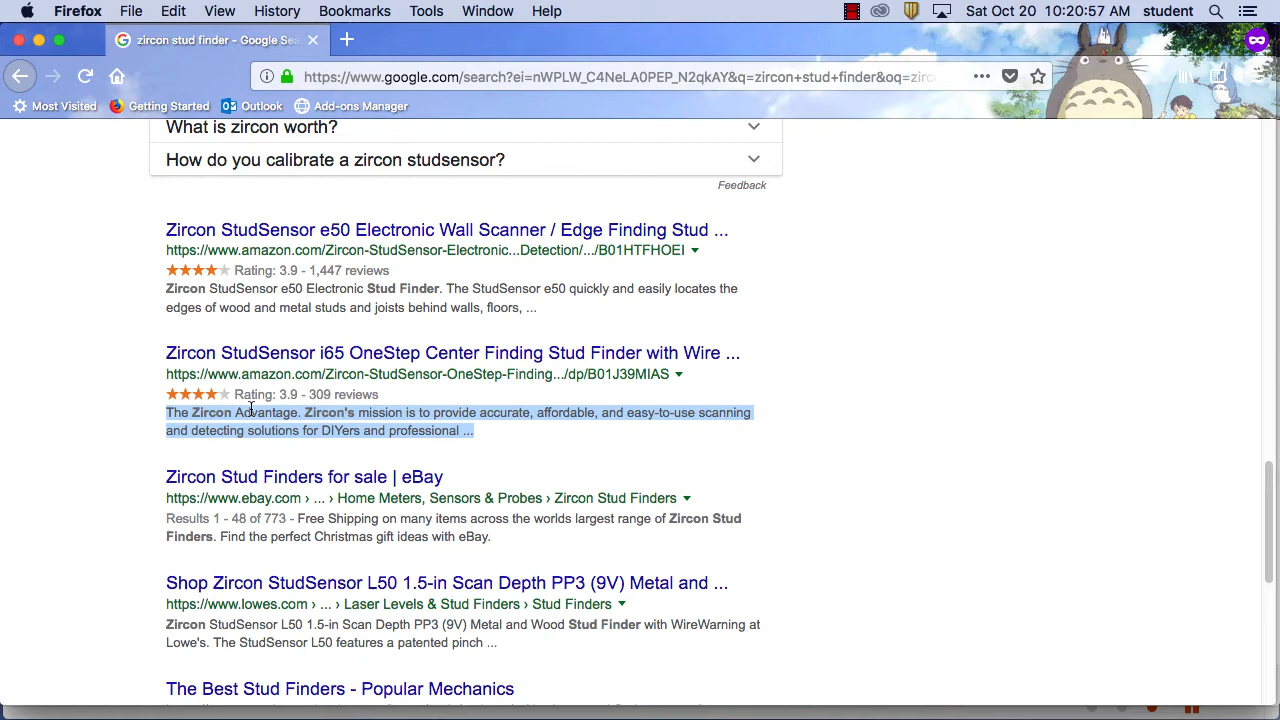 Firefox File Edit View History Bookmarks Tools Window Help Sat Oct 20 10:20:57 AM student
zircon stud finder - Google Sea
https://www.google.com/search?ei=nWPLW_C4NeLA0PEP_N2qkAY&q=zircon+stud+finder&oq=zirc
Most Visited Getting Started Outlook Add-ons Manager
What is zircon worth?
How do you calibrate a zircon studsensor?
Feedback
Zircon StudSensor e50 Electronic Wall Scanner / Edge Finding Stud ...
https://www.amazon.com/Zircon-StudSensor-Electronic...Detection/.../B01HTFHOEI
Rating: 3.9 - 1,447 reviews
Zircon StudSensor e50 Electronic Stud Finder. The StudSensor e50 quickly and easily locates the
edges of wood and metal studs and joists behind walls, floors, ...
Zircon StudSensor i65 OneStep Center Finding Stud Finder with Wire ...
https://www.amazon.com/Zircon-StudSensor-OneStep-Finding.../dp/B01J39MIAS
Rating: 3.9 - 309 reviews
The Zircon Advantage. Zircon's mission is to provide accurate, affordable, and easy-to-use scanning
and detecting solutions for DIYers and professional ...
Zircon Stud Finders for sale | eBay
https://www.ebay.com › ... › Home Meters, Sensors & Probes › Zircon Stud Finders
Results 1 - 48 of 773 - Free Shipping on many items across the worlds largest range of Zircon Stud
Finders. Find the perfect Christmas gift ideas with eBay.
Shop Zircon StudSensor L50 1.5-in Scan Depth PP3 (9V) Metal and ...
https://www.lowes.com › ... › Laser Levels & Stud Finders › Stud Finders
Zircon StudSensor L50 1.5-in Scan Depth PP3 (9V) Metal and Wood Stud Finder with WireWarning at
Lowe's. The StudSensor L50 features a patented pinch ...
The Best Stud Finders - Popular Mechanics